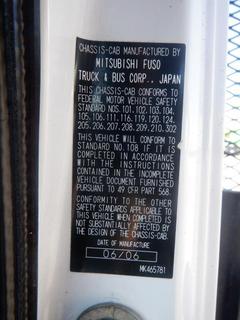 CHASSIS-CAB MANUFACTURED BY
MITSUBISHI FUSO
TRUCK & BUS CORP., JAPAN
THIS CHASSIS-CAB CONFORMS TO
FEDERAL MOTOR VEHICLE SAFETY
STANDARD NOS. 101. 102. 103. 104.
105. 106. 111. 116. 119. 120. 124.
205. 206. 207. 208. 209. 210. 302
THIS VEHICLE WILL CONFORM TO
STANDARD NO. 108 IF IT IS
COMPLETED IN ACCORDANCE
WITH THE INSTRUCTIONS
CONTAINED IN THE INCOMPLETE
VEHICLE DOCUMENT FURNISHED
PURSUANT TO 49 CFR PART 568.
CONFORMITY TO THE OTHER
SAFETY STANDARDS APPLICABLE TO
THIS VEHICLE WHEN COMPLETED IS
NOT SUBSTANTIALLY AFFECTED BY
THE DESIGN OF THE CHASSIS-CAB.
DATE OF MANUFACTURE
06/06
MK465781